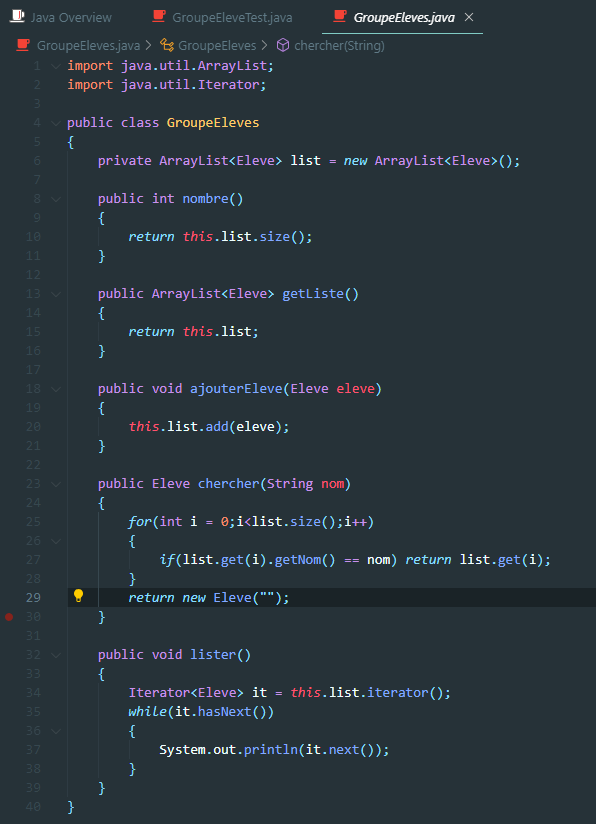 Java Overview GroupeEleveTest.java GroupeEleves.java
GroupeEleves.java > GroupeEleves > chercher(String)
1 import java.util.ArrayList;
2 import java.util.Iterator;
3
4 public class GroupeEleves
5 {
6 private ArrayList<Eleve> list = new ArrayList<Eleve>();
7
8 public int nombre()
9 {
10 return this.list.size();
11 }
12
13 public ArrayList<Eleve> getListe()
14 {
15 return this.list;
16 }
17
18 public void ajouterEleve(Eleve eleve)
19 {
20 this.list.add(eleve);
21 }
22
23 public Eleve chercher(String nom)
24 {
25 for(int i = 0;i<list.size();i++)
26 {
27 if(list.get(i).getNom() == nom) return list.get(i);
28 }
29 return new Eleve("");
30 }
31
32 public void lister()
33 {
34 Iterator<Eleve> it = this.list.iterator();
35 while(it.hasNext())
36 {
37 System.out.println(it.next());
38 }
39 }
40 }